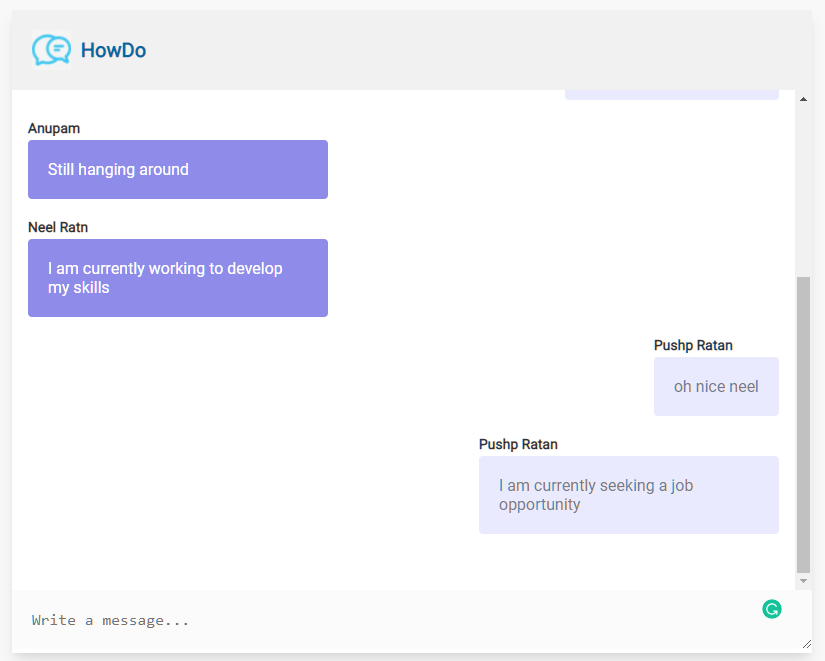 HowDo
Anupam
Still hanging around
Neel Ratn
I am currently working to develop
my skills
Pushp Ratan
oh nice neel
Pushp Ratan
I am currently seeking a job
opportunity
Write a message...